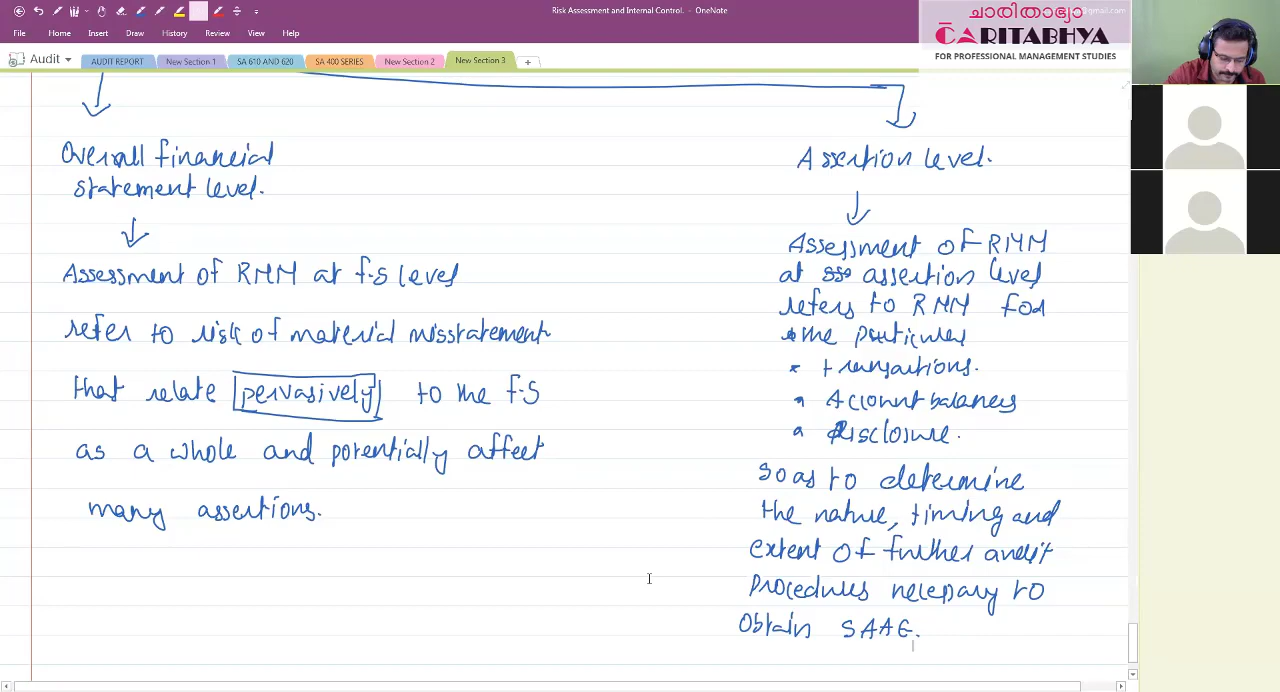 Risk Assessment and Internal Control. - OneNote
@gmail.com
File Home Insert Draw History Review View Help
ചാരിതാഭ്യാ
CARITABHYA
FOR PROFESSIONAL MANAGEMENT STUDIES
Audit
AUDIT REPORT New Section 1 SA 610 AND 620 SA 400 SERIES New Section 2 New Section 3
Overall financial
statement level.
Assessment of RMM at f.S level
refer to risk of material misstatement
that relate pervasively to the f.S
as a whole and potentially affect
many assertions.
Assertion level.
Assessment of RMM
at assertion level
refers to RMM for
the particular
* transactions.
* Account balances
* disclosure.
So as to determine
the nature, timing and
extent of further audit
procedures necessary to
obtain SAAE.